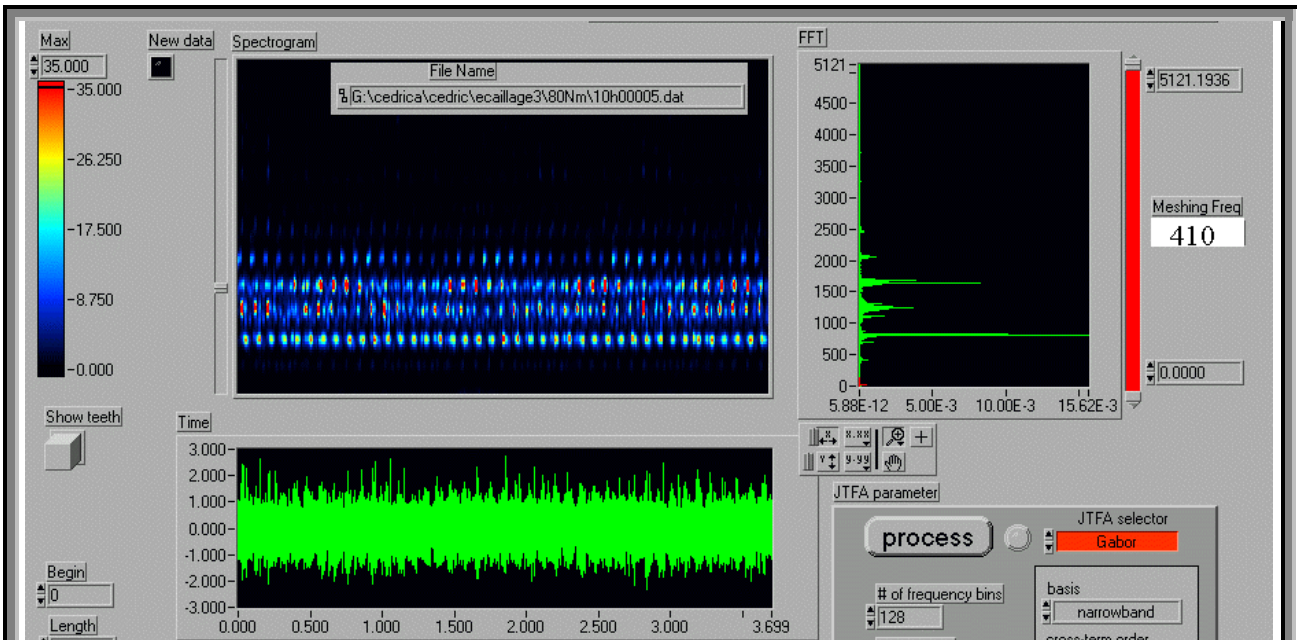 Max
35.000
-35.000
-26.250
-17.500
-8.750
-0.000
New data
Spectrogram
File Name
G:\cedrica\cedric\ecaillage3\80Nm\10h00005.dat
FFT
5121
4500
4000
3500
3000
2500
2000
1500
1000
500
0
5.88E-12 5.00E-3 10.00E-3 15.62E-3
5121.1936
Meshing Freq
410
0.0000
Show teeth
Time
3.000
2.000
1.000
0.000
-1.000
-2.000
-3.000
0.000 0.500 1.000 1.500 2.000 2.500 3.000 3.699
Begin
0
Length
X X.XX
Y Y.YY
JTFA parameter
process
JTFA selector
Gabor
# of frequency bins
128
basis
narrowband
cross-term order